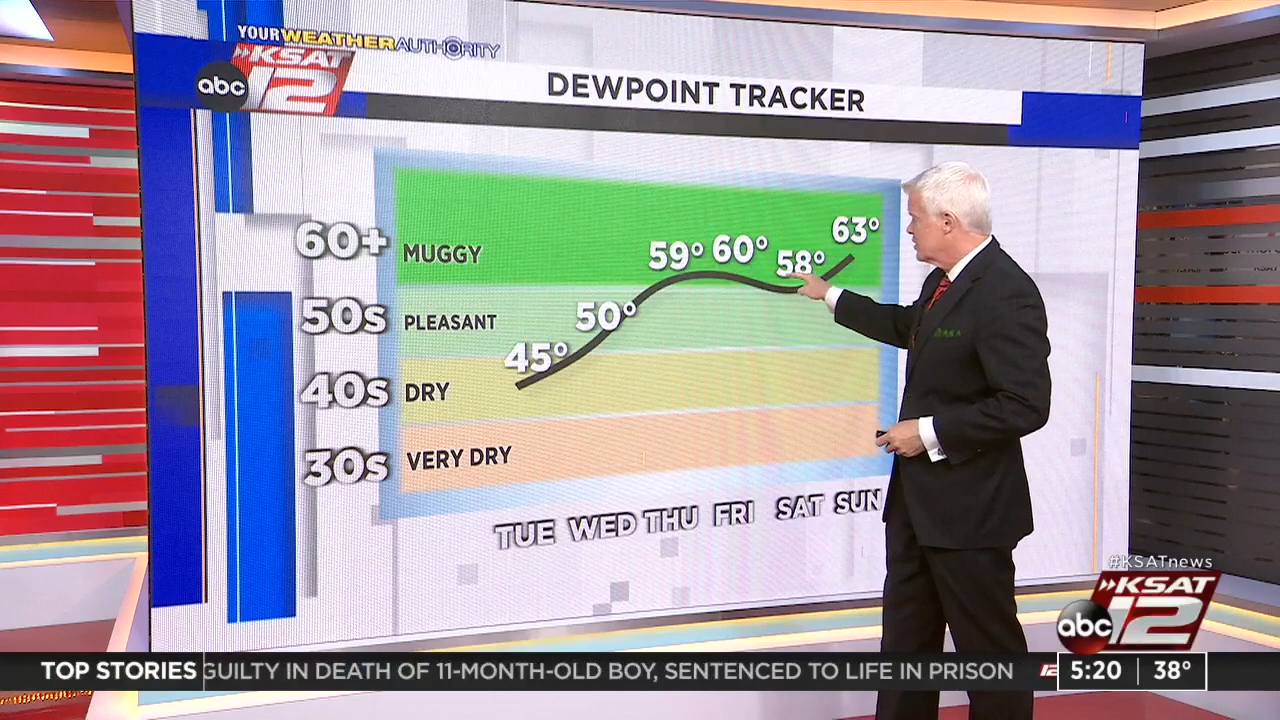 YOUR WEATHER AUTHORITY
KSAT
abc 12
DEWPOINT TRACKER
60+ MUGGY
50s PLEASANT
40s DRY
30s VERY DRY
45° 50° 59° 60° 58° 63°
TUE WED THU FRI SAT SUN
#KSATnews
KSAT
abc 12
TOP STORIES GUILTY IN DEATH OF 11-MONTH-OLD BOY, SENTENCED TO LIFE IN PRISON 12 5:20 38°